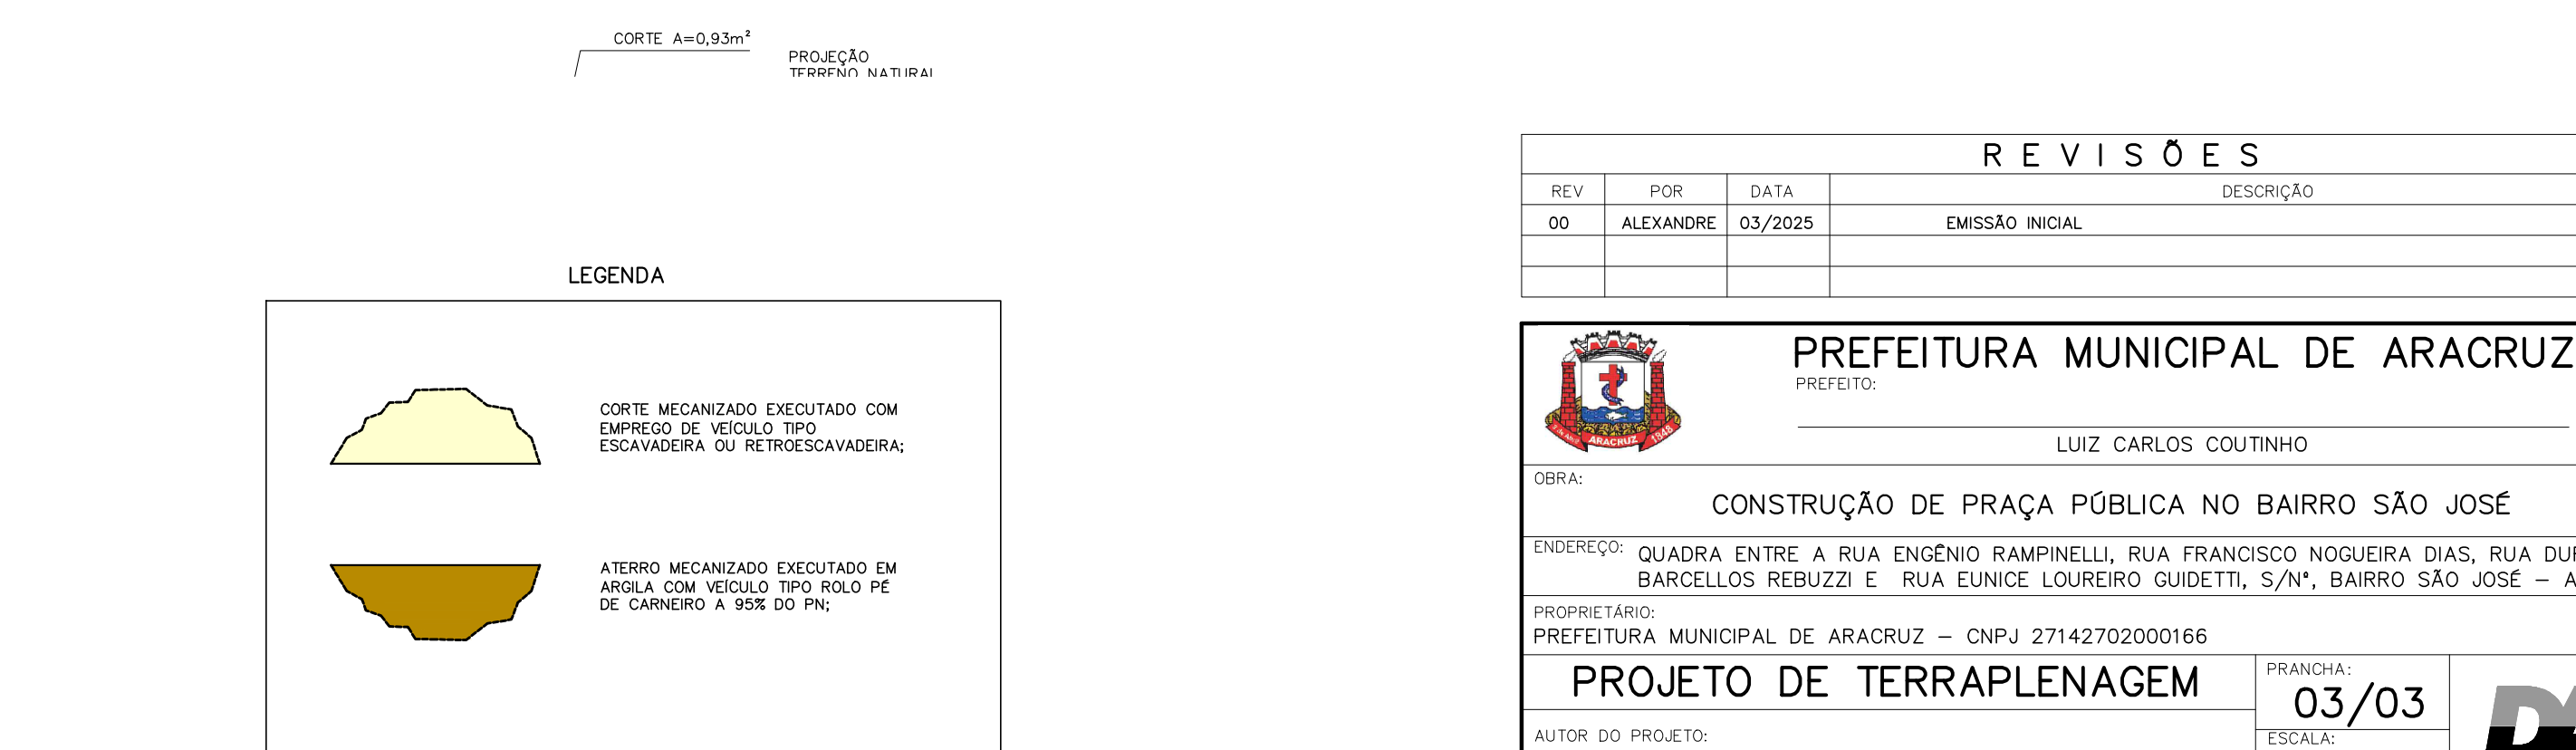 CORTE A=0,93m²
PROJEÇÃO
TERRENO NATURAL
LEGENDA
CORTE MECANIZADO EXECUTADO COM
EMPREGO DE VEÍCULO TIPO
ESCAVADEIRA OU RETROESCAVADEIRA;
ATERRO MECANIZADO EXECUTADO EM
ARGILA COM VEÍCULO TIPO ROLO PÉ
DE CARNEIRO A 95% DO PN;
REVISÕES
REV POR DATA DESCRIÇÃO
00 ALEXANDRE 03/2025 EMISSÃO INICIAL
PREFEITURA MUNICIPAL DE ARACRUZ
PREFEITO:
ARACRUZ 1848
LUIZ CARLOS COUTINHO
OBRA:
CONSTRUÇÃO DE PRAÇA PÚBLICA NO BAIRRO SÃO JOSÉ
ENDEREÇO: QUADRA ENTRE A RUA ENGÊNIO RAMPINELLI, RUA FRANCISCO NOGUEIRA DIAS, RUA
BARCELLOS REBUZZI E RUA EUNICE LOUREIRO GUIDETTI, S/Nº, BAIRRO SÃO JOSÉ – A
PROPRIETÁRIO:
PREFEITURA MUNICIPAL DE ARACRUZ – CNPJ 27142702000166
PROJETO DE TERRAPLENAGEM
PRANCHA:
03/03
AUTOR DO PROJETO:
ESCALA: